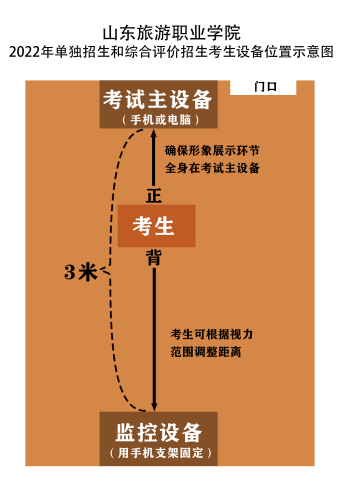 山东旅游职业学院
2022年单独招生和综合评价招生考生设备位置示意图
门口
考试主设备
（手机或电脑）
确保形象展示环节
全身在考试主设备
正
考生
背
3米
考生可根据视力
范围调整距离
监控设备
（用手机支架固定）